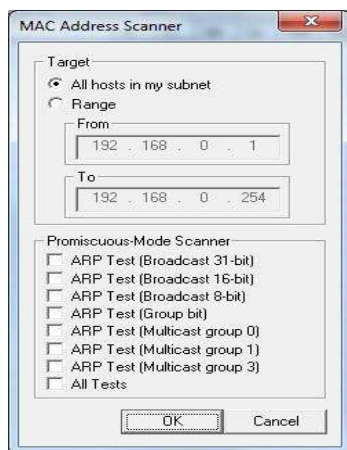 MAC Address Scanner
Target
All hosts in my subnet
Range
From
192 . 168 . 0 . 1
To
192 . 168 . 0 . 254
Promiscuous-Mode Scanner
ARP Test (Broadcast 31-bit)
ARP Test (Broadcast 16-bit)
ARP Test (Broadcast 8-bit)
ARP Test (Group bit)
ARP Test (Multicast group 0)
ARP Test (Multicast group 1)
ARP Test (Multicast group 3)
All Tests
OK Cancel